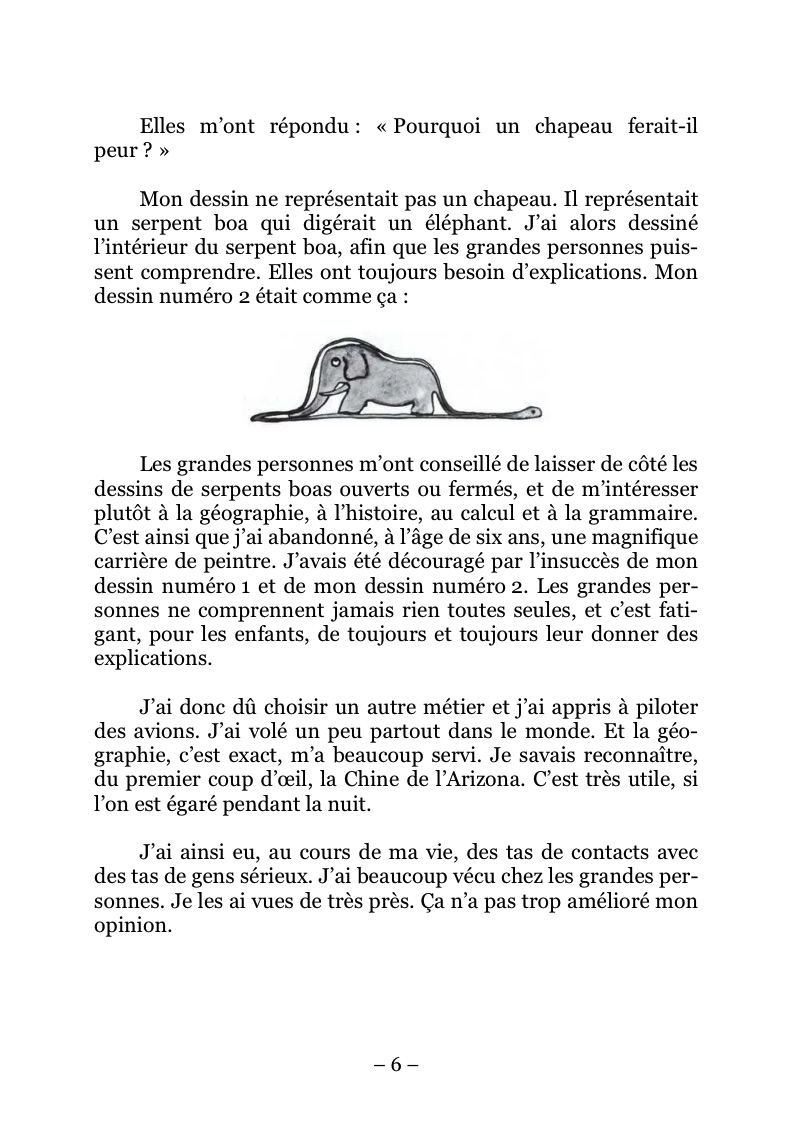 Elles m’ont répondu : « Pourquoi un chapeau ferait-il
peur ? »
Mon dessin ne représentait pas un chapeau. Il représentait
un serpent boa qui digérait un éléphant. J’ai alors dessiné
l’intérieur du serpent boa, afin que les grandes personnes puis-
sent comprendre. Elles ont toujours besoin d’explications. Mon
dessin numéro 2 était comme ça :
Les grandes personnes m’ont conseillé de laisser de côté les
dessins de serpents boas ouverts ou fermés, et de m’intéresser
plutôt à la géographie, à l’histoire, au calcul et à la grammaire.
C’est ainsi que j’ai abandonné, à l’âge de six ans, une magnifique
carrière de peintre. J’avais été découragé par l’insuccès de mon
dessin numéro 1 et de mon dessin numéro 2. Les grandes per-
sonnes ne comprennent jamais rien toutes seules, et c’est fati-
gant, pour les enfants, de toujours et toujours leur donner des
explications.
J’ai donc dû choisir un autre métier et j’ai appris à piloter
des avions. J’ai volé un peu partout dans le monde. Et la géo-
graphie, c’est exact, m’a beaucoup servi. Je savais reconnaître,
du premier coup d’œil, la Chine de l’Arizona. C’est très utile, si
l’on est égaré pendant la nuit.
J’ai ainsi eu, au cours de ma vie, des tas de contacts avec
des tas de gens sérieux. J’ai beaucoup vécu chez les grandes per-
sonnes. Je les ai vues de très près. Ça n’a pas trop amélioré mon
opinion.
– 6 –